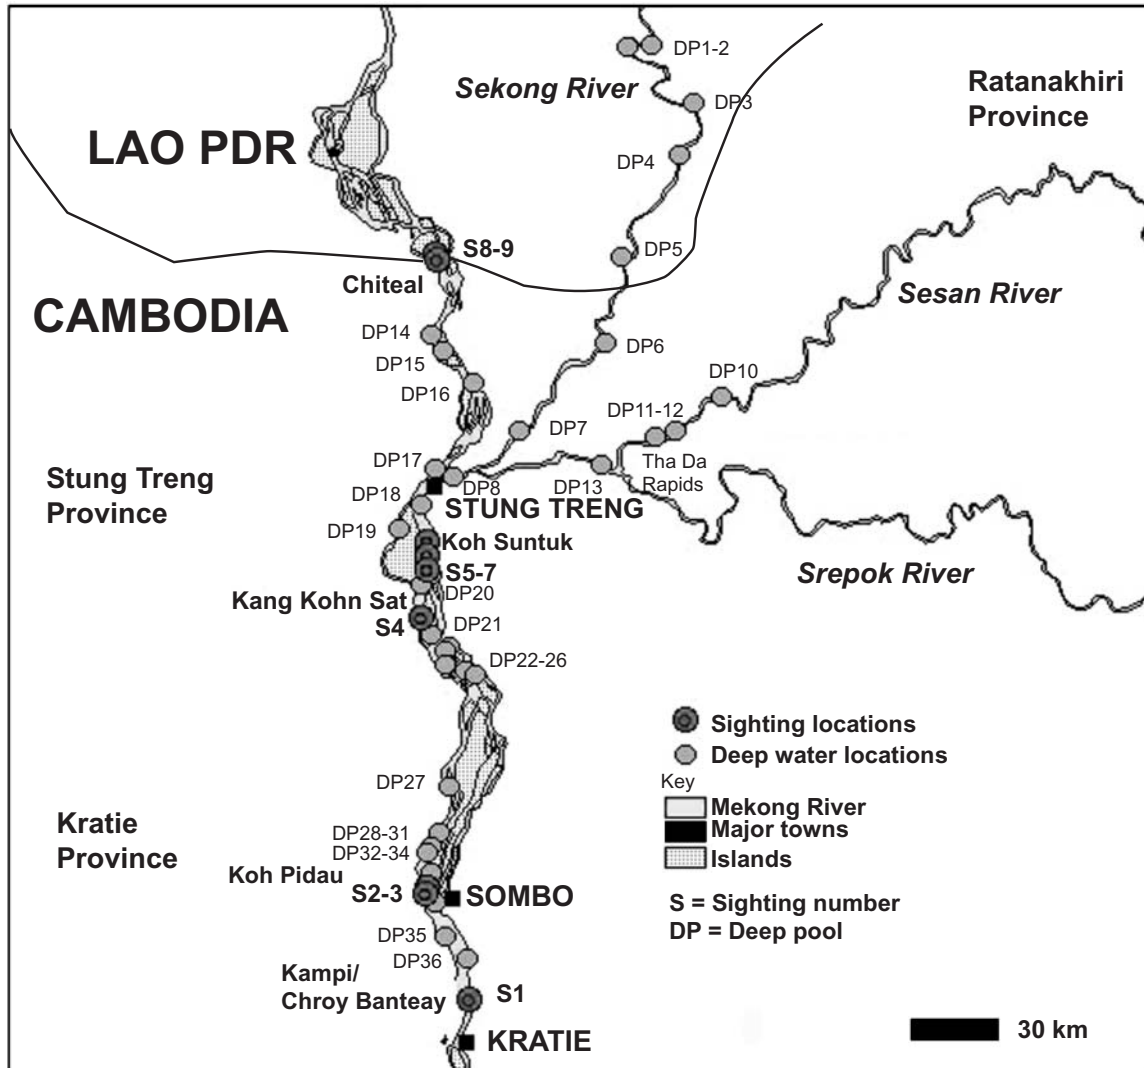 DP1-2
Sekong River
Ratanakhiri
Province
DP3
LAO PDR
DP4
S8-9
DP5
Chiteal
Sesan River
CAMBODIA
DP14
DP6
DP15
DP16
DP10
DP11-12
DP7
DP17
Tha Da
Rapids
Stung Treng
Province
DP8
DP13
DP18
STUNG TRENG
DP19
Koh Suntuk
S5-7
Srepok River
DP20
Kang Kohn Sat
S4
DP21
DP22-26
Sighting locations
Deep water locations
Key
DP27
Mekong River
Major towns
Islands
Kratie
Province
DP28-31
DP32-34
Koh Pidau
S2-3
SOMBO
S = Sighting number
DP = Deep pool
DP35
DP36
Kampi/
Chroy Banteay
S1
KRATIE
30 km